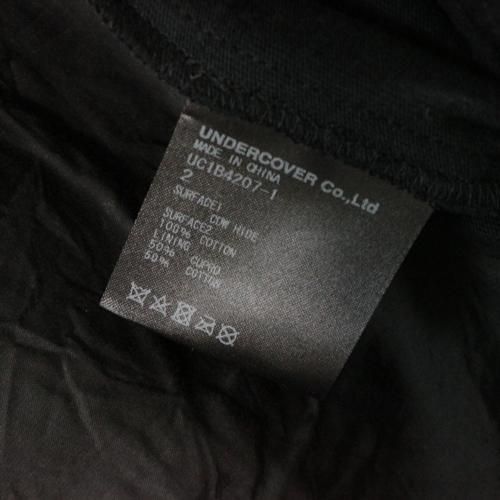 UNDERCOVER Co.,Ltd
MADE IN CHINA
UC1B4207-1
2
SURFACE1
COW HIDE
SURFACE2
100% COTTON
LINING
50% CUPRO
50% COTTON